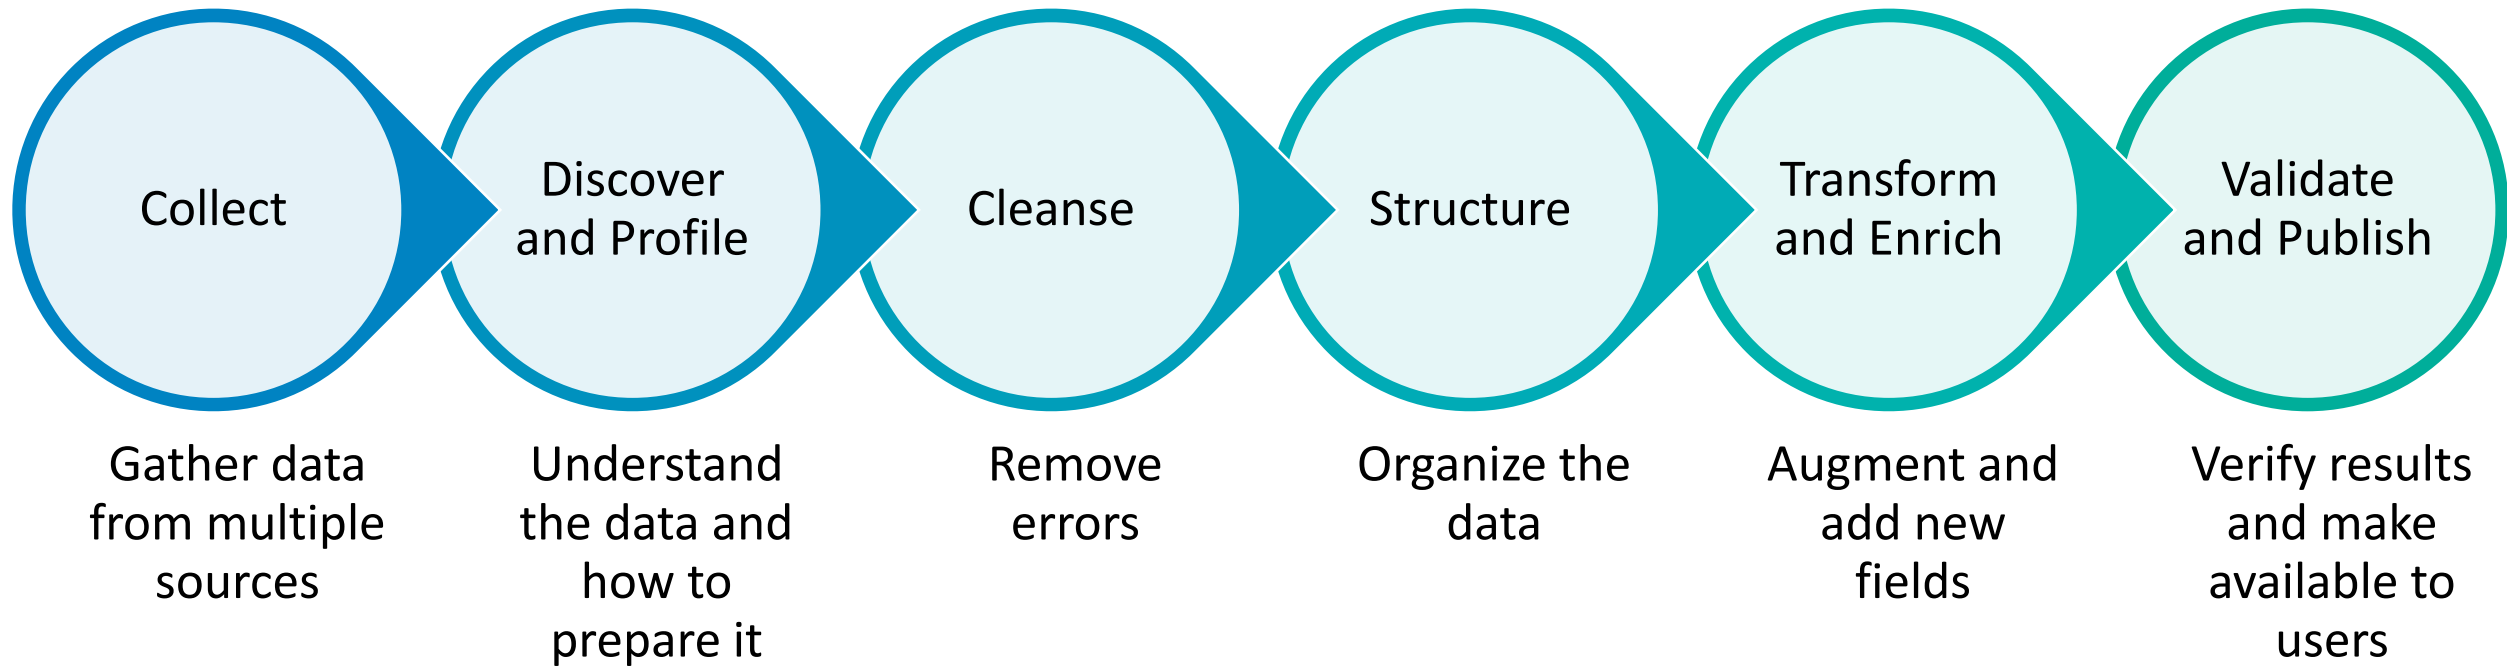 Collect
Discover
and Profile
Cleanse
Structure
Transform
and Enrich
Validate
and Publish
Gather data
from multiple
sources
Understand
the data and
how to
prepare it
Remove
errors
Organize the
data
Augment and
add new
fields
Verify results
and make
available to
users